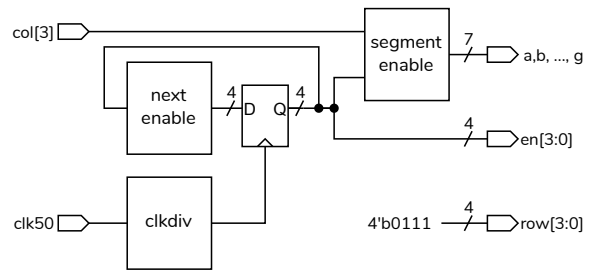 col[3]
segment
enable
7
a,b, ..., g
next
enable
4
D
Q
4
4
en[3:0]
clk50
clkdiv
4'b0111
4
row[3:0]